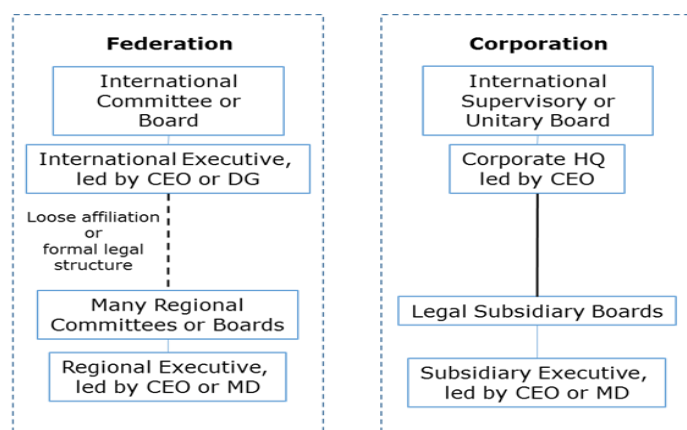 Federation
International
Committee or
Board
International Executive,
led by CEO or DG
Loose affiliation
or
formal legal
structure
Many Regional
Committees or Boards
Regional Executive,
led by CEO or MD
Corporation
International
Supervisory or
Unitary Board
Corporate HQ
led by CEO
Legal Subsidiary Boards
Subsidiary Executive,
led by CEO or MD